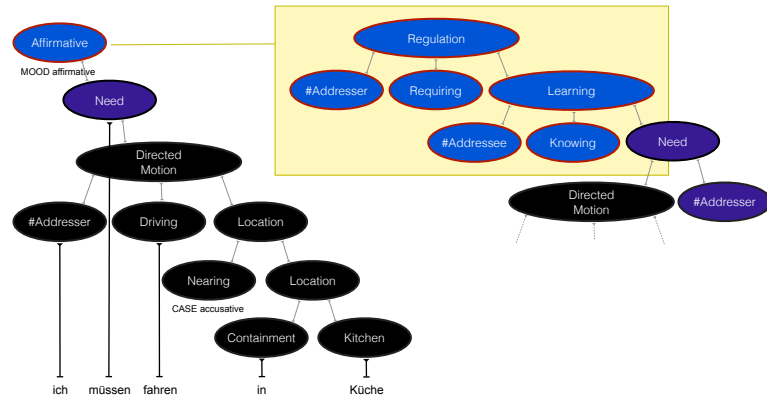 Affirmative
MOOD affirmative
Need
Directed
Motion
#Addresser
Driving
Location
Nearing
CASE accusative
Location
Containment
Kitchen
ich
müssen
fahren
in
Küche
Regulation
#Addresser
Requiring
Learning
#Addressee
Knowing
Need
Directed
Motion
#Addresser